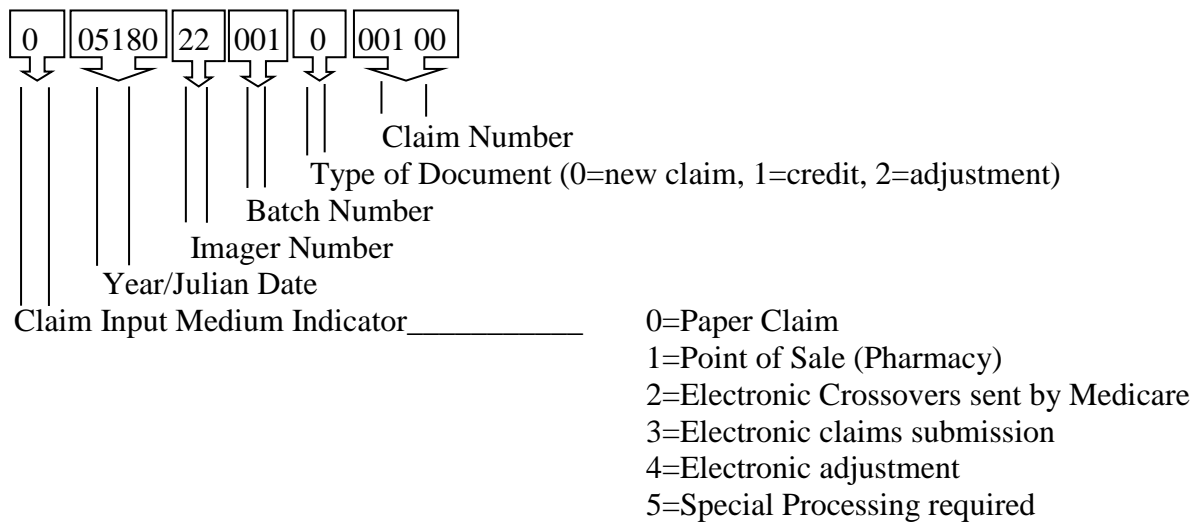 0 05180 22 001 0 001 00
Claim Number
Type of Document (0=new claim, 1=credit, 2=adjustment)
Batch Number
Imager Number
Year/Julian Date
Claim Input Medium Indicator___________ 0=Paper Claim
1=Point of Sale (Pharmacy)
2=Electronic Crossovers sent by Medicare
3=Electronic claims submission
4=Electronic adjustment
5=Special Processing required